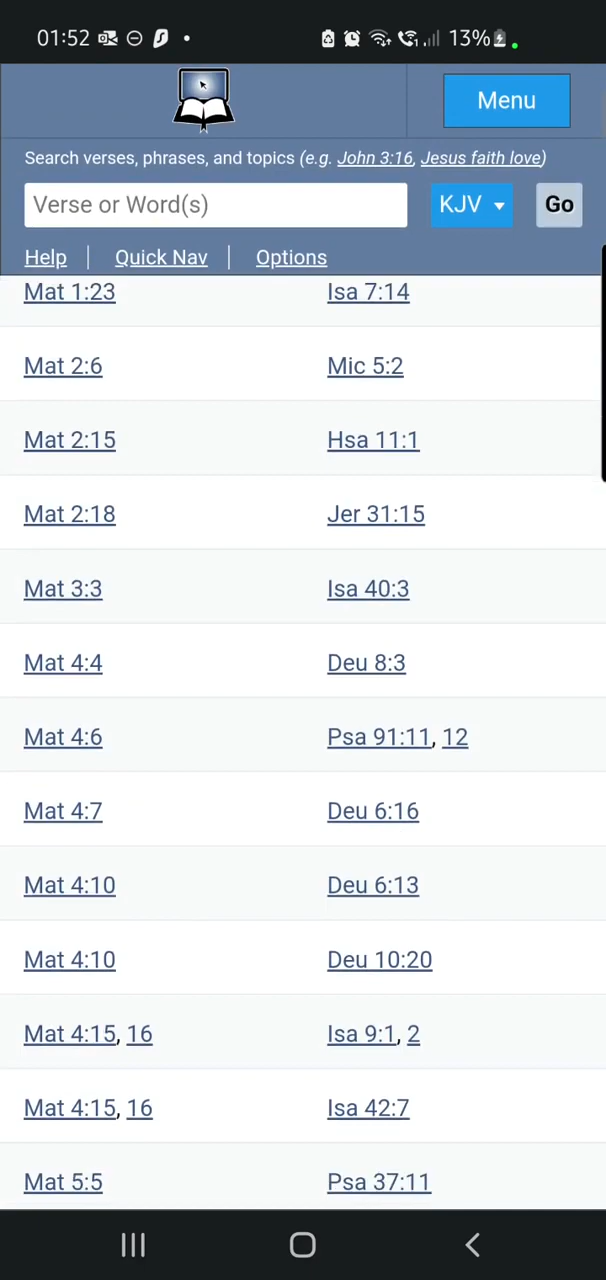 01:52 13%
Menu
Search verses, phrases, and topics (e.g. John 3:16, Jesus faith love)
Verse or Word(s) KJV Go
Help | Quick Nav | Options
Mat 1:23 Isa 7:14
Mat 2:6 Mic 5:2
Mat 2:15 Hsa 11:1
Mat 2:18 Jer 31:15
Mat 3:3 Isa 40:3
Mat 4:4 Deu 8:3
Mat 4:6 Psa 91:11, 12
Mat 4:7 Deu 6:16
Mat 4:10 Deu 6:13
Mat 4:10 Deu 10:20
Mat 4:15, 16 Isa 9:1, 2
Mat 4:15, 16 Isa 42:7
Mat 5:5 Psa 37:11